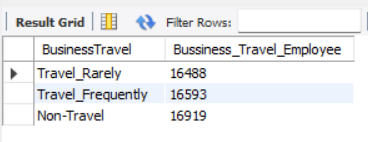 Result Grid Filter Rows:
BusinessTravel Bussiness_Travel_Employee
Travel_Rarely 16488
Travel_Frequently 16593
Non-Travel 16919